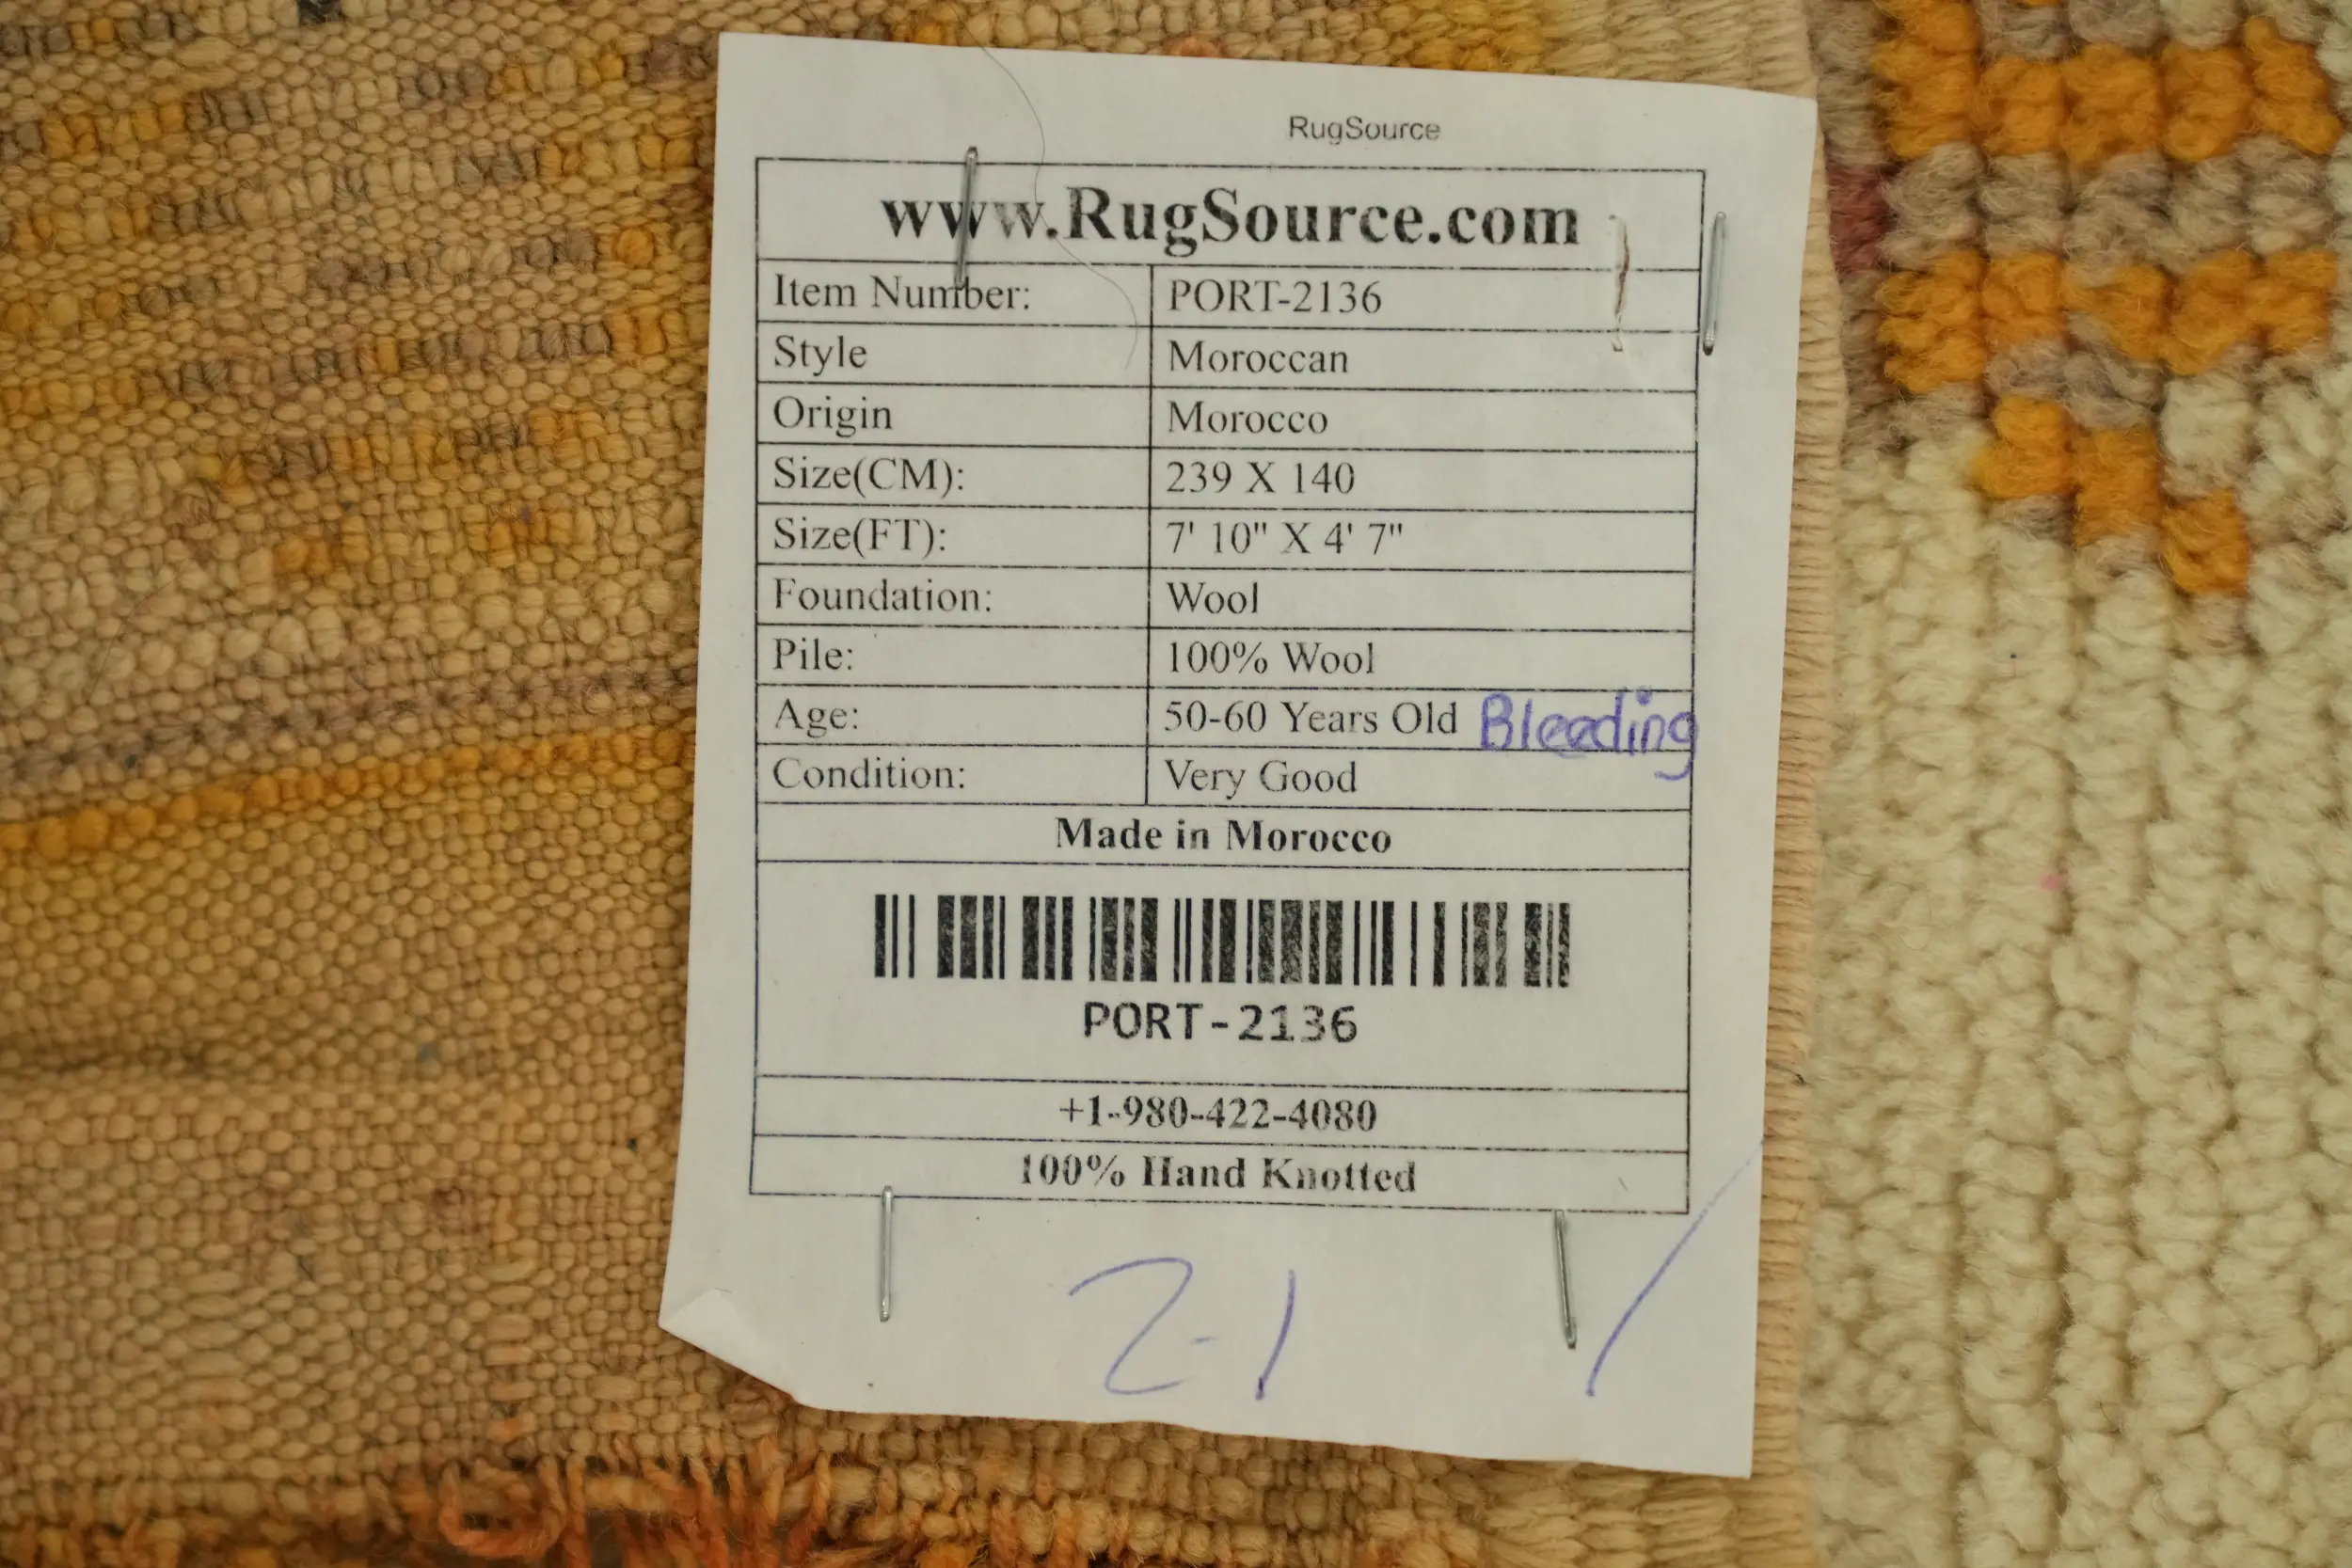 RugSource
www.RugSource.com
Item Number: PORT-2136
Style Moroccan
Origin Morocco
Size(CM): 239 X 140
Size(FT): 7' 10" X 4' 7"
Foundation: Wool
Pile: 100% Wool
Age: 50-60 Years Old Bleeding
Condition: Very Good
Made in Morocco
PORT-2136
+1-980-422-4080
100% Hand Knotted
2-1 /